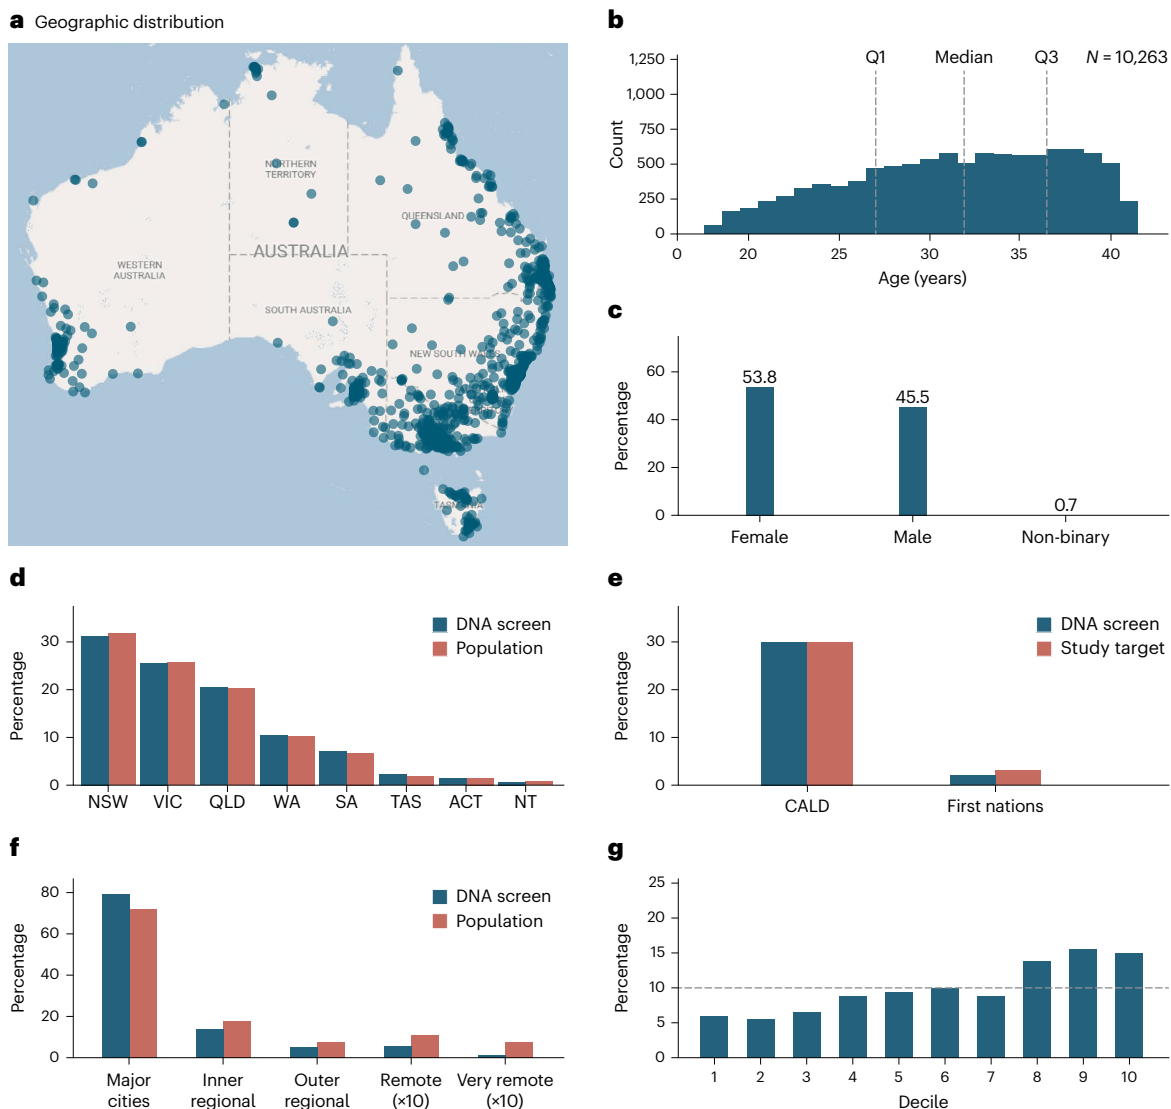 a Geographic distribution
NORTHERN
TERRITORY
QUEENSLAND
AUSTRALIA
WESTERN
AUSTRALIA
SOUTH AUSTRALIA
NEW SOUTH WALES
TASMANIA
b
1,250
1,000
750
500
250
0
Count
Q1 Median Q3 N = 10,263
0 20 25 30 35 40
Age (years)
c
60
40
20
0
Percentage
53.8
45.5
0.7
Female Male Non-binary
d
30
20
10
0
Percentage
DNA screen
Population
NSW VIC QLD WA SA TAS ACT NT
e
30
20
10
0
Percentage
DNA screen
Study target
CALD First nations
f
80
60
40
20
0
Percentage
DNA screen
Population
Major
cities
Inner
regional
Outer
regional
Remote
(×10)
Very remote
(×10)
g
25
20
15
10
5
0
Percentage
1 2 3 4 5 6 7 8 9 10
Decile